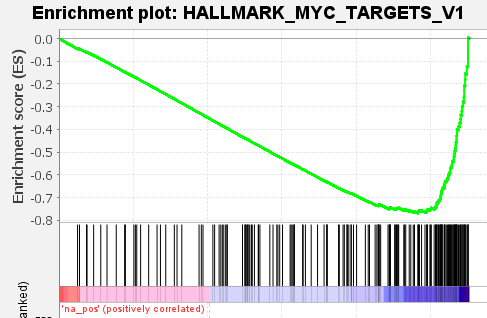 Enrichment plot: HALLMARK_MYC_TARGETS_V1
Enrichment score (ES)
0.0
-0.1
-0.2
-0.3
-0.4
-0.5
-0.6
-0.7
-0.8
'na_pos' (positively correlated)
anked)